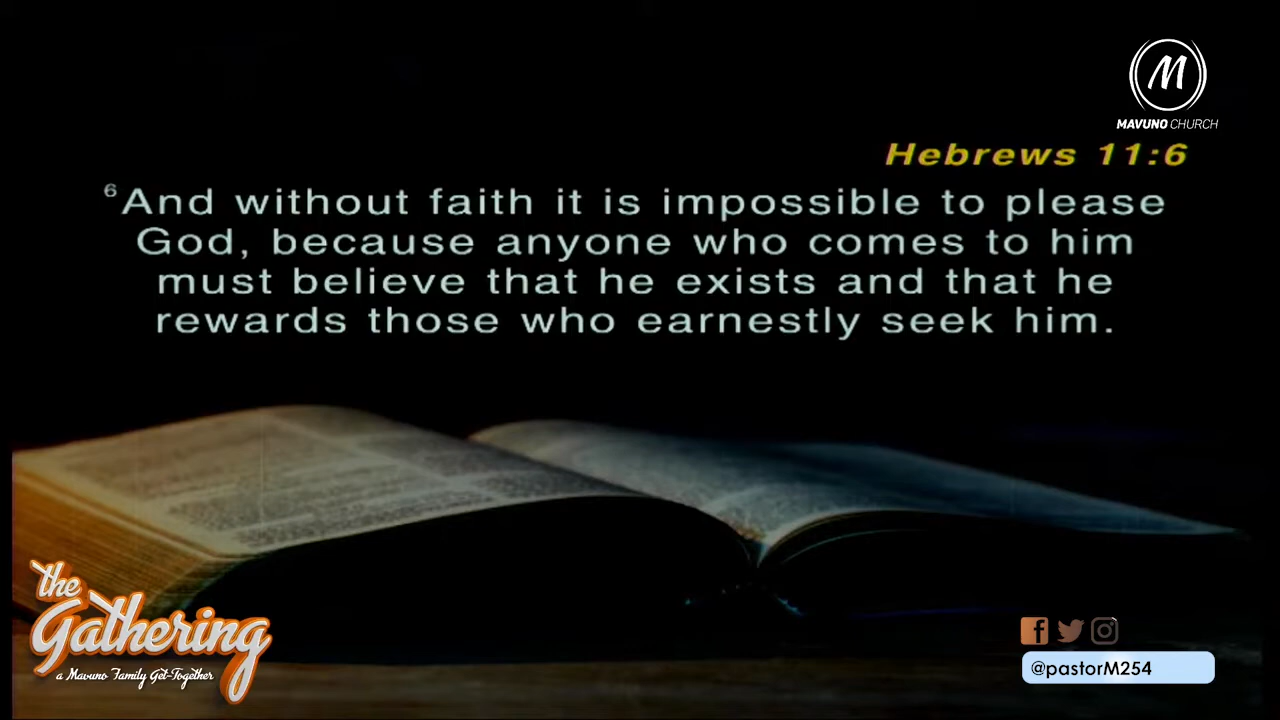 M
MAVUNO CHURCH
Hebrews 11:6
6 And without faith it is impossible to please
God, because anyone who comes to him
must believe that he exists and that he
rewards those who earnestly seek him.
the
Gathering
a Mavuno Family Get-Together
f
@pastorM254